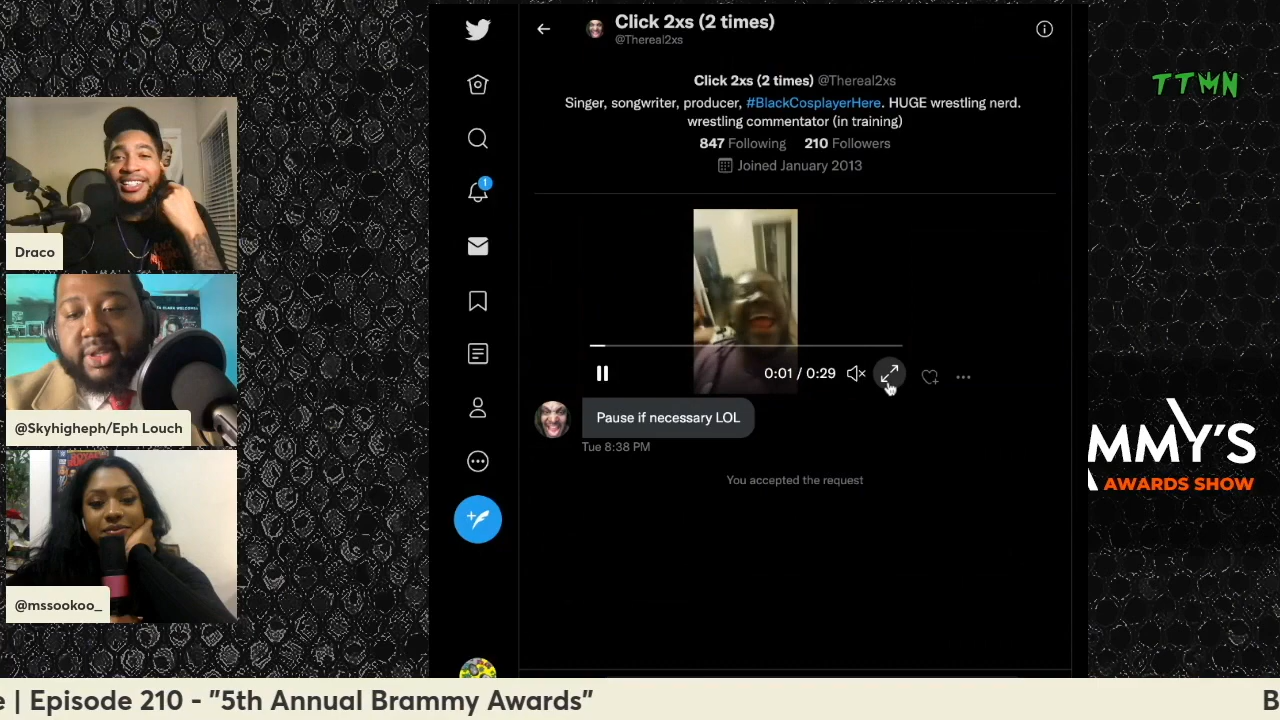 Click 2xs (2 times)
@Thereal2xs
Click 2xs (2 times) @Thereal2xs
Singer, songwriter, producer, #BlackCosplayerHere. HUGE wrestling nerd.
wrestling commentator (in training)
847 Following 210 Followers
Joined January 2013
1
0:01 / 0:29
Pause if necessary LOL
Tue 8:38 PM
You accepted the request
Draco
@Skyhigheph/Eph Louch
@mssookoo_
TTMN
MMY'S
AWARDS SHOW
e | Episode 210 - "5th Annual Brammy Awards"
B